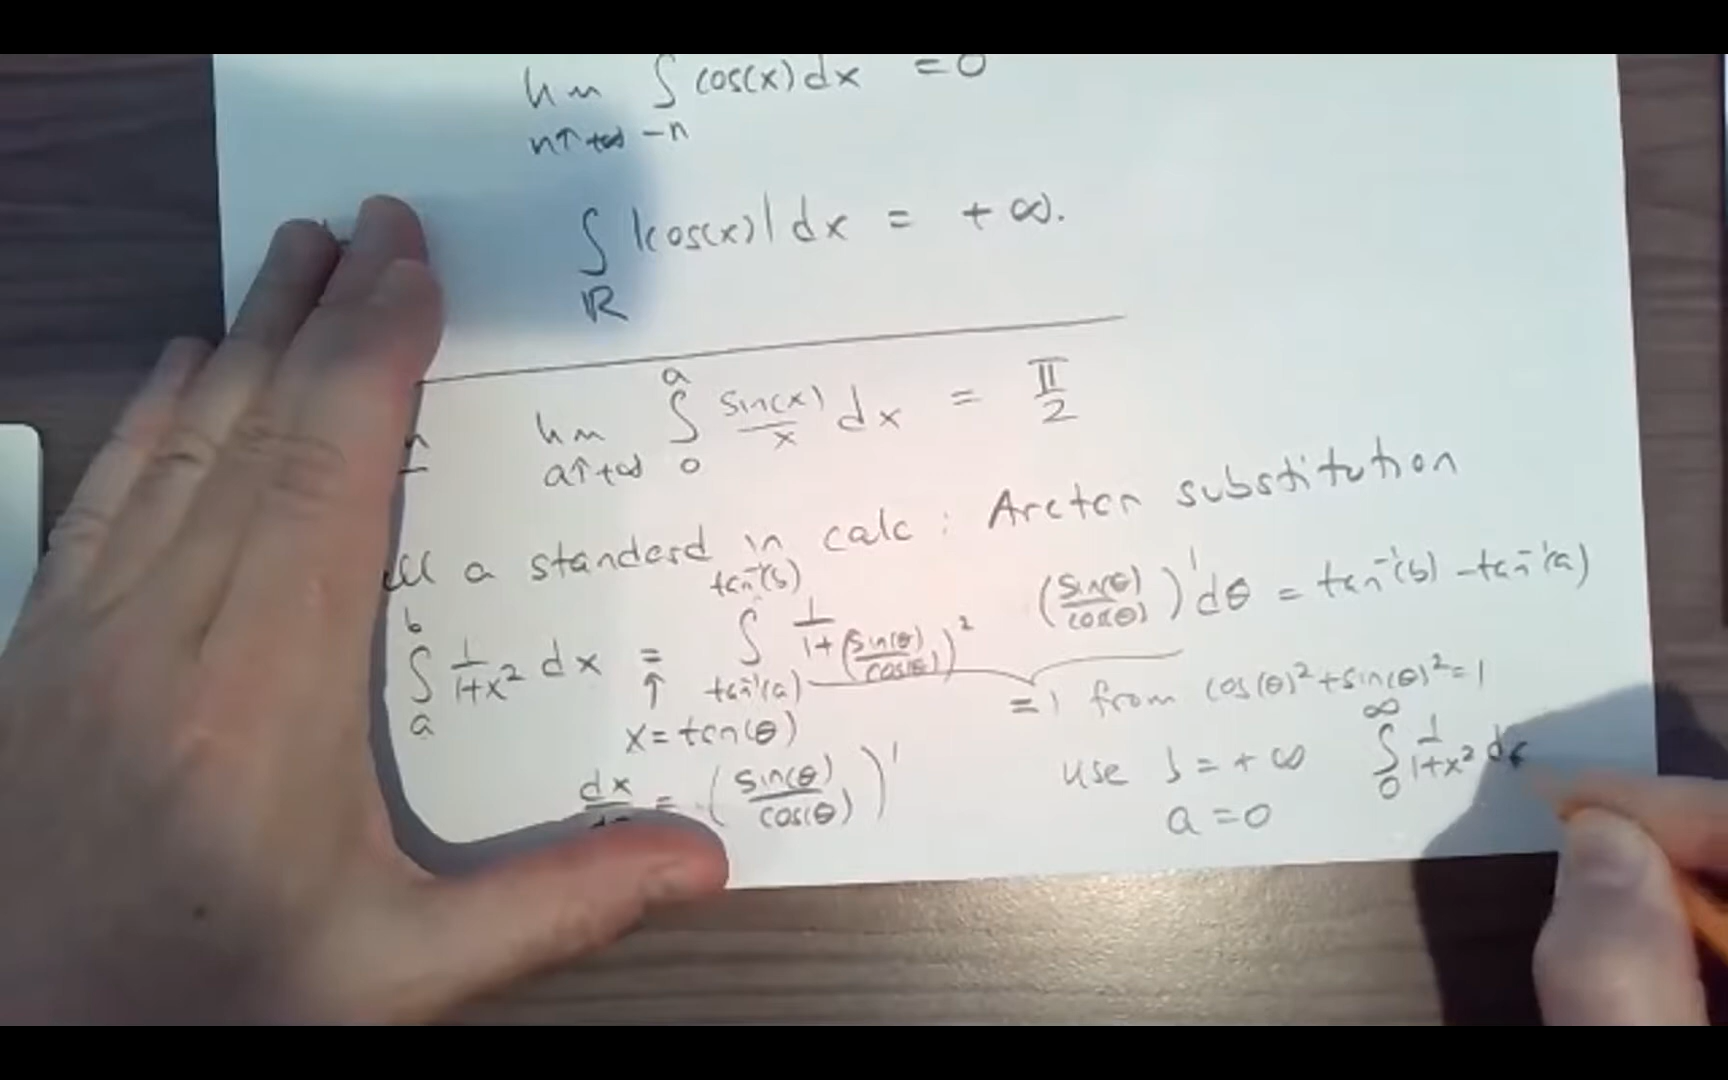 lim ∫ cos(x) dx = 0
n↑+∞ -n
∫ |cos(x)| dx = + ∞.
ℝ
a
lim ∫ sin(x)/x dx = π/2
a↑+∞ 0
a standard in calc : Arctan substitution
b tan⁻¹(b)
∫ 1/1+x² dx = ∫ 1/1+(sin(θ)/cos(θ))² (sin(θ)/cos(θ))' dθ = tan⁻¹(b) - tan⁻¹(a)
a ↑ tan⁻¹(a) = 1 from cos(θ)²+sin(θ)²=1
x = tan(θ)
dx = (sin(θ)/cos(θ))'
use b = + ∞ ∞ ∫ 0 1/1+x² dx
a = 0